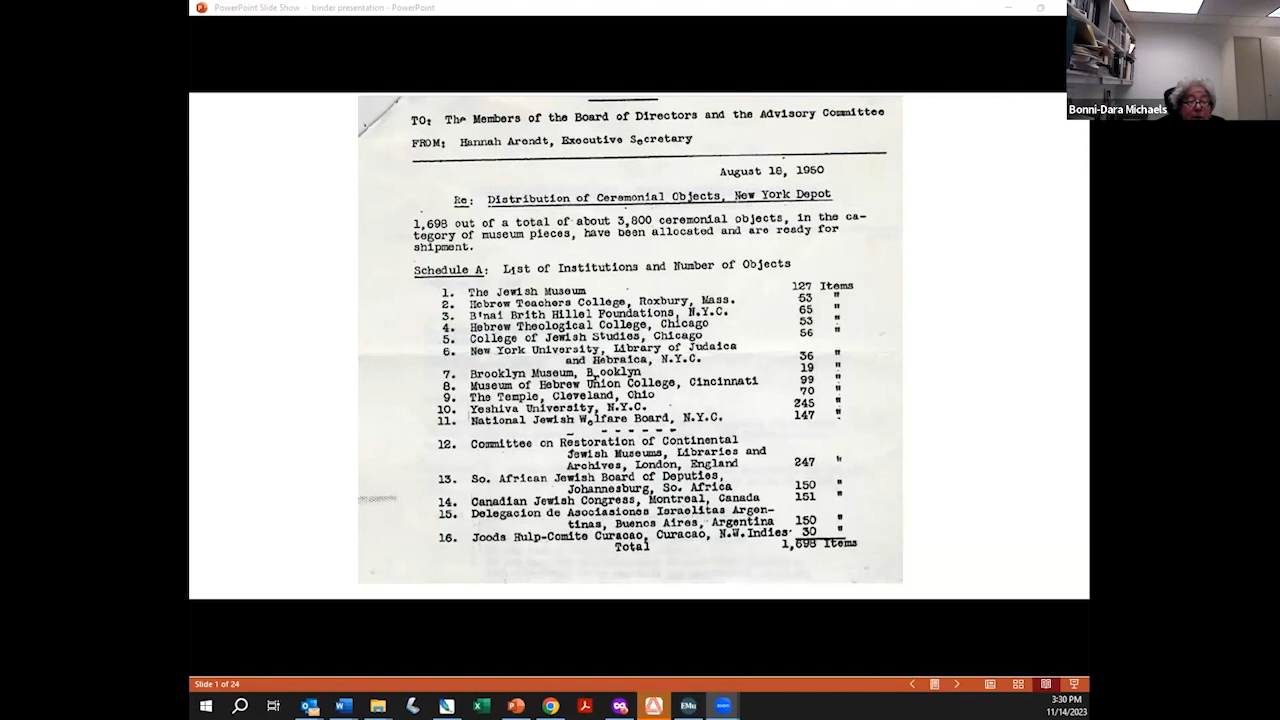 PowerPoint Slide Show - binder presentation - PowerPoint
Bonni-Dara Michaels
TO: The Members of the Board of Directors and the Advisory Committee
FROM: Hannah Arendt, Executive Secretary
August 18, 1950
Re: Distribution of Ceremonial Objects, New York Depot
1,698 out of a total of about 3,800 ceremonial objects, in the ca-
tegory of museum pieces, have been allocated and are ready for
shipment.
Schedule A: List of Institutions and Number of Objects
1. The Jewish Museum 127 Items
2. Hebrew Teachers College, Roxbury, Mass. 53 "
3. B'nai Brith Hillel Foundations, N.Y.C. 65 "
4. Hebrew Theological College, Chicago 53 "
5. College of Jewish Studies, Chicago 56 "
6. New York University, Library of Judaica
and Hebraica, N.Y.C. 36 "
7. Brooklyn Museum, Brooklyn 19 "
8. Museum of Hebrew Union College, Cincinnati 99 "
9. The Temple, Cleveland, Ohio 70 "
10. Yeshiva University, N.Y.C. 245 "
11. National Jewish Welfare Board, N.Y.C. 147 "
12. Committee on Restoration of Continental
Jewish Museums, Libraries and
Archives, London, England 247 "
13. So. African Jewish Board of Deputies,
Johannesburg, So. Africa 150 "
14. Canadian Jewish Congress, Montreal, Canada 151 "
15. Delegacion de Asociasiones Israelitas Argen-
tinas, Buenos Aires, Argentina 150 "
16. Joods Hulp-Comite Curacao, Curacao, N.W.Indies 30 "
Total 1,698 Items
Slide 1 of 24
EMu
zoom
3:30 PM
11/14/2023